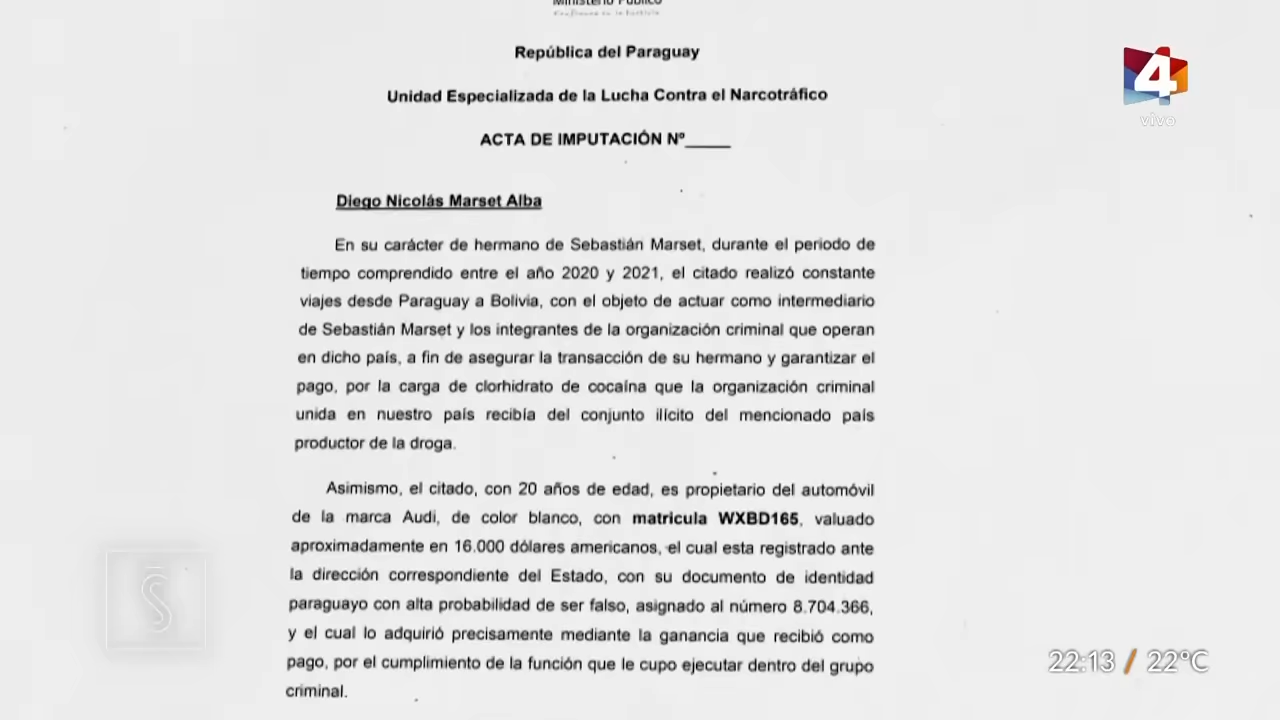 Ministerio Público
República del Paraguay
Unidad Especializada de la Lucha Contra el Narcotráfico
ACTA DE IMPUTACIÓN Nº_____
Diego Nicolás Marset Alba
En su carácter de hermano de Sebastián Marset, durante el periodo de
tiempo comprendido entre el año 2020 y 2021, el citado realizó constante
viajes desde Paraguay a Bolivia, con el objeto de actuar como intermediario
de Sebastián Marset y los integrantes de la organización criminal que operan
en dicho país, a fin de asegurar la transacción de su hermano y garantizar el
pago, por la carga de clorhidrato de cocaína que la organización criminal
unida en nuestro país recibía del conjunto ilícito del mencionado país
productor de la droga.
Asimismo, el citado, con 20 años de edad, es propietario del automóvil
de la marca Audi, de color blanco, con matricula WXBD165, valuado
aproximadamente en 16.000 dólares americanos, el cual esta registrado ante
la dirección correspondiente del Estado, con su documento de identidad
paraguayo con alta probabilidad de ser falso, asignado al número 8.704.366,
y el cual lo adquirió precisamente mediante la ganancia que recibió como
pago, por el cumplimiento de la función que le cupo ejecutar dentro del grupo
criminal.
4
vivo
S
22:13 / 22°C